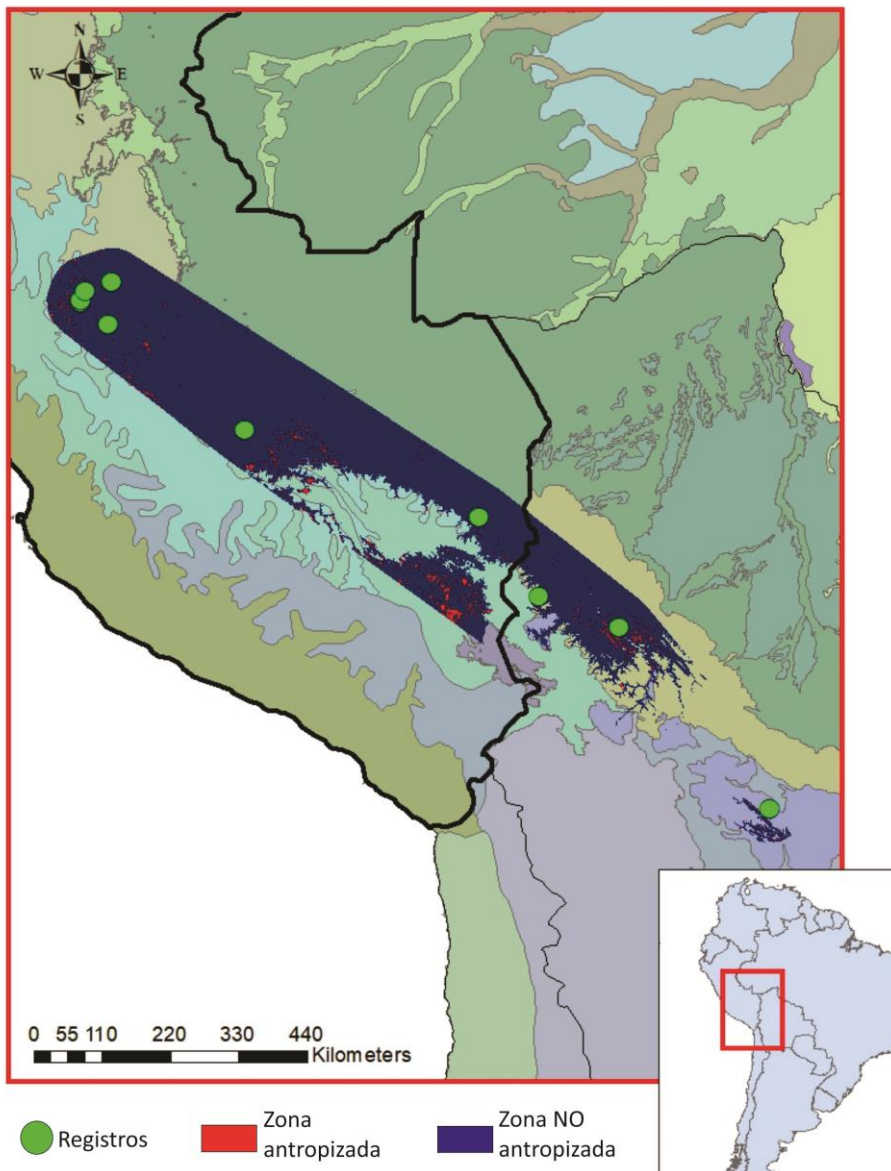 N
W E
S
0 55 110 220 330 440
Kilometers
Registros
Zona
antropizada
Zona NO
antropizada